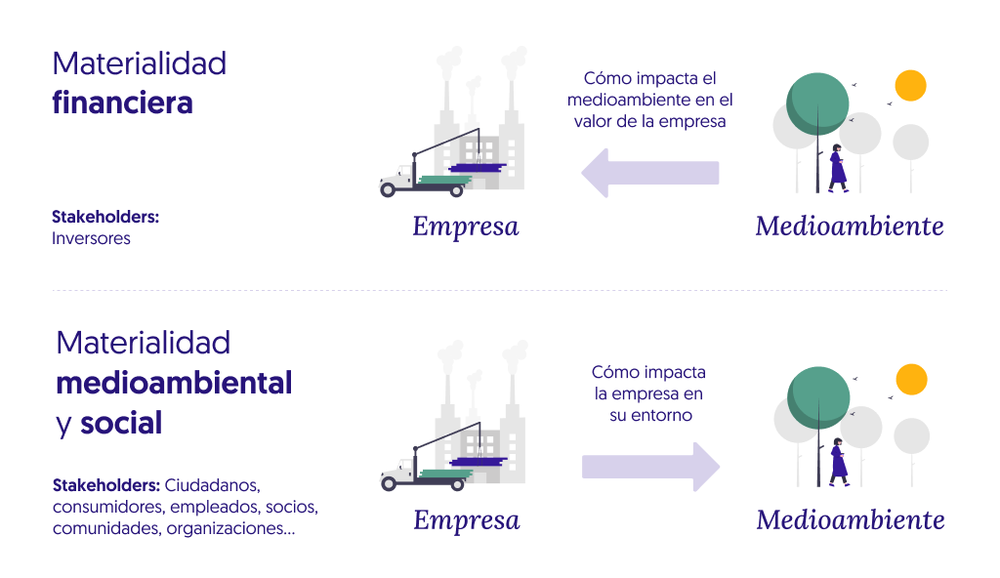 Materialidad
financiera
Cómo impacta el
medioambiente en el
valor de la empresa
Stakeholders:
Inversores
Empresa
Medioambiente
Materialidad
medioambiental
y social
Cómo impacta
la empresa en
su entorno
Stakeholders: Ciudadanos,
consumidores, empleados, socios,
comunidades, organizaciones...
Empresa
Medioambiente